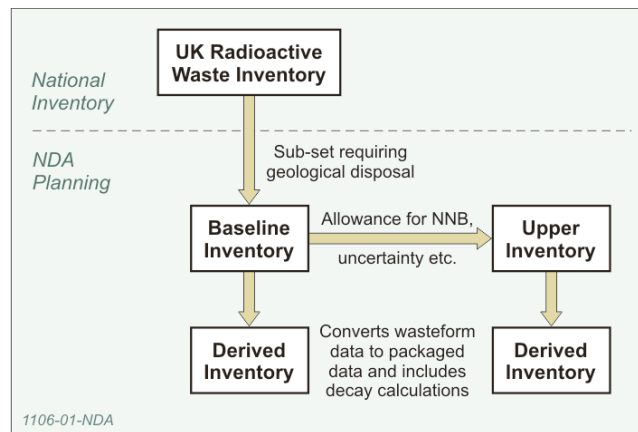 UK Radioactive
Waste Inventory
National
Inventory
NDA
Planning
Sub-set requiring
geological disposal
Baseline
Inventory
Allowance for NNB,
uncertainty etc.
Upper
Inventory
Derived
Inventory
Converts wasteform
data to packaged
data and includes
decay calculations
Derived
Inventory
1106-01-NDA